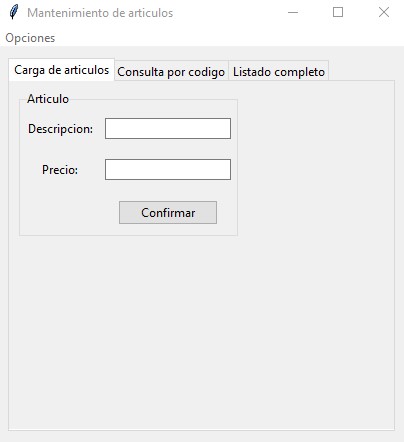 Mantenimiento de articulos
Opciones
Carga de articulos Consulta por codigo Listado completo
Articulo
Descripcion:
Precio:
Confirmar